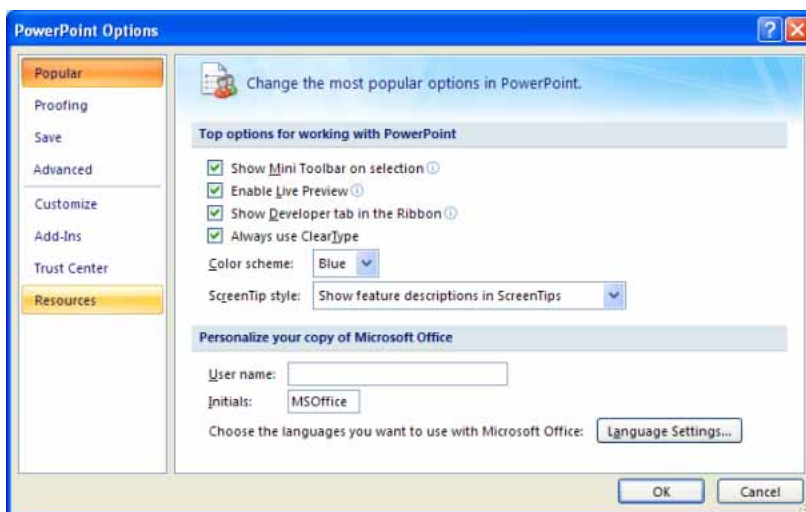 PowerPoint Options
Popular
Proofing
Save
Advanced
Customize
Add-Ins
Trust Center
Resources
Change the most popular options in PowerPoint.
Top options for working with PowerPoint
Show Mini Toolbar on selection
Enable Live Preview
Show Developer tab in the Ribbon
Always use ClearType
Color scheme: Blue
ScreenTip style: Show feature descriptions in ScreenTips
Personalize your copy of Microsoft Office
User name:
Initials: MSOffice
Choose the languages you want to use with Microsoft Office: Language Settings...
OK Cancel